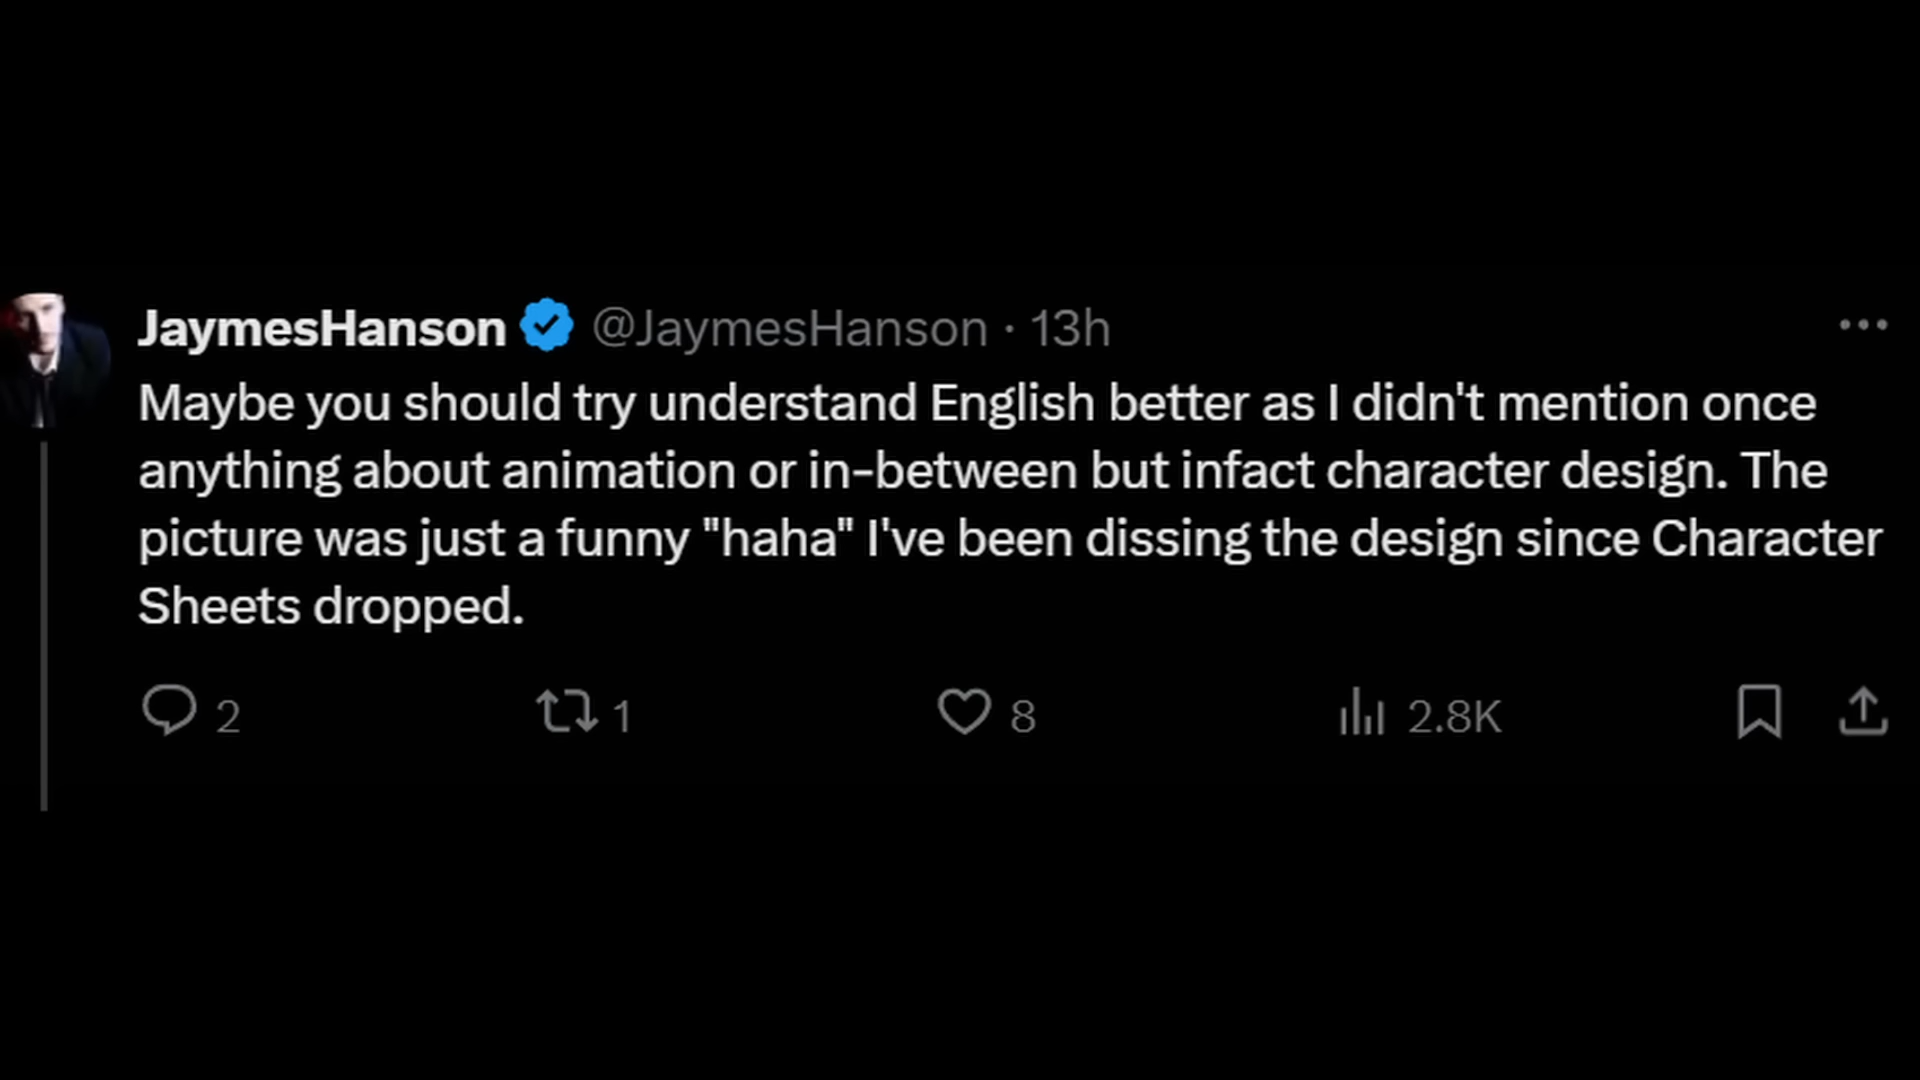 JaymesHanson @JaymesHanson · 13h
Maybe you should try understand English better as I didn't mention once
anything about animation or in-between but infact character design. The
picture was just a funny "haha" I've been dissing the design since Character
Sheets dropped.
2 1 8 2.8K